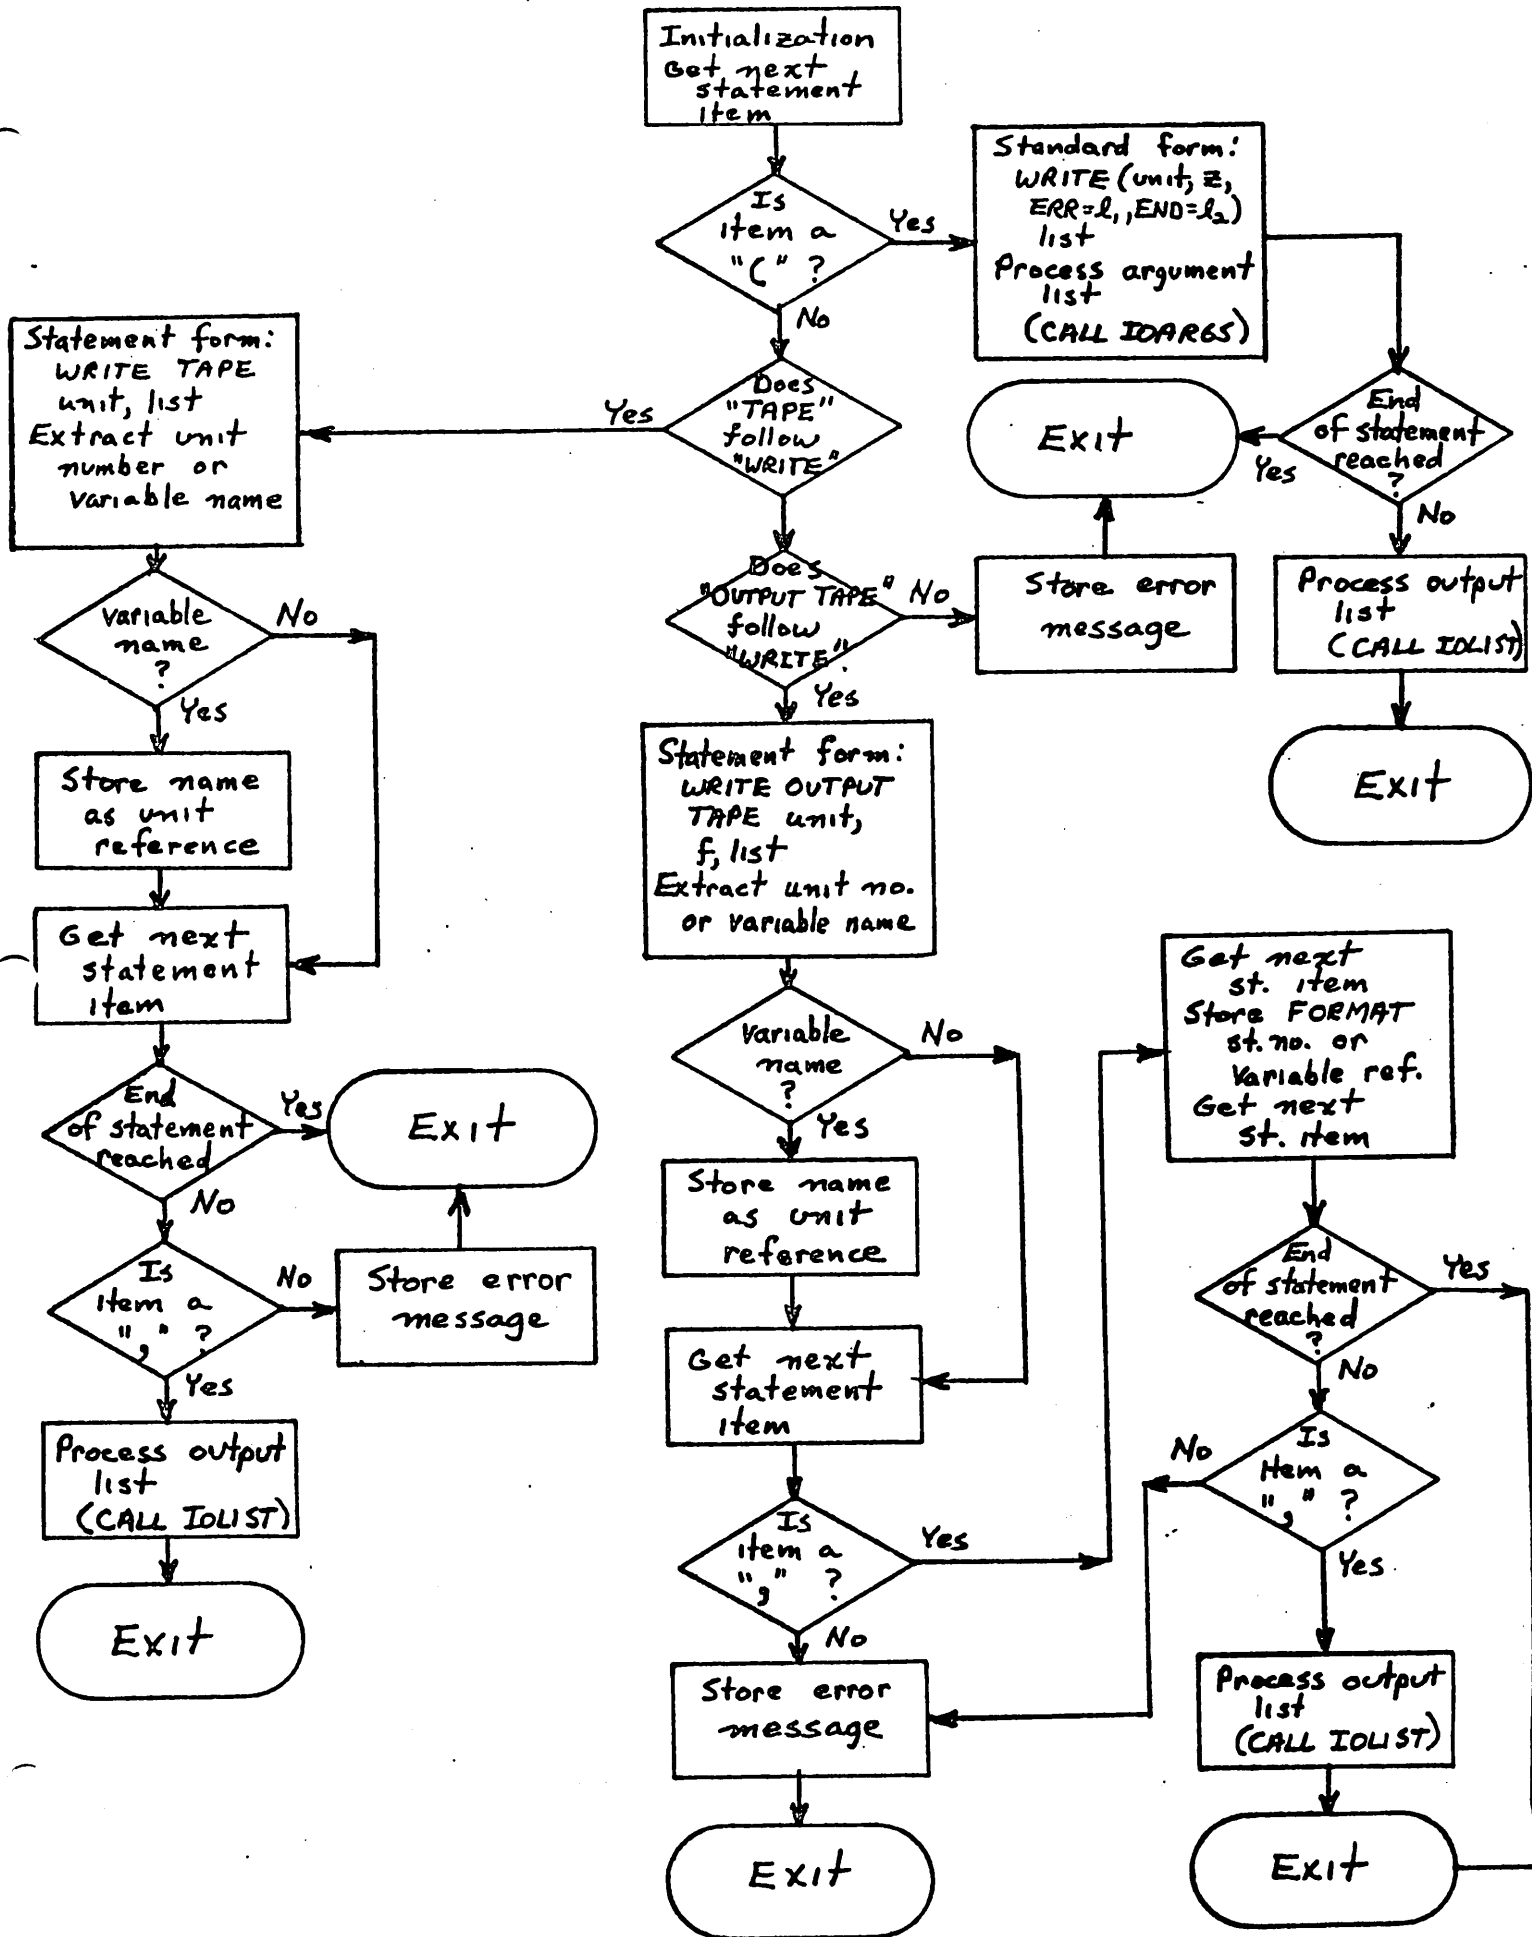 Initialization
Get next
statement
item
Is
item a
"(" ?
Yes
No
Standard form:
WRITE (unit, z,
ERR=l₁, END=l₂)
list
Process argument
list
(CALL IOARGS)
End
of statement
reached
?
Yes
No
Exit
Process output
list
(CALL IOLIST)
Exit
Does
"TAPE"
follow
"WRITE"
Yes
Does
"OUTPUT TAPE"
follow
"WRITE"?
No
Yes
Store error
message
Statement form:
WRITE TAPE
unit, list
Extract unit
number or
variable name
Variable
name
?
No
Yes
Store name
as unit
reference
Get next
statement
item
End
of statement
reached
Yes
No
Exit
Is
item a
"," ?
No
Yes
Store error
message
Process output
list
(CALL IOLIST)
Exit
Statement form:
WRITE OUTPUT
TAPE unit,
f, list
Extract unit no.
or variable name
Variable
name
?
No
Yes
Store name
as unit
reference
Get next
statement
item
Is
item a
"," ?
Yes
No
Store error
message
Exit
Get next
st. item
Store FORMAT
st. no. or
variable ref.
Get next
st. item
End
of statement
reached
?
Yes
No
Is
item a
"," ?
No
Yes
Process output
list
(CALL IOLIST)
Exit